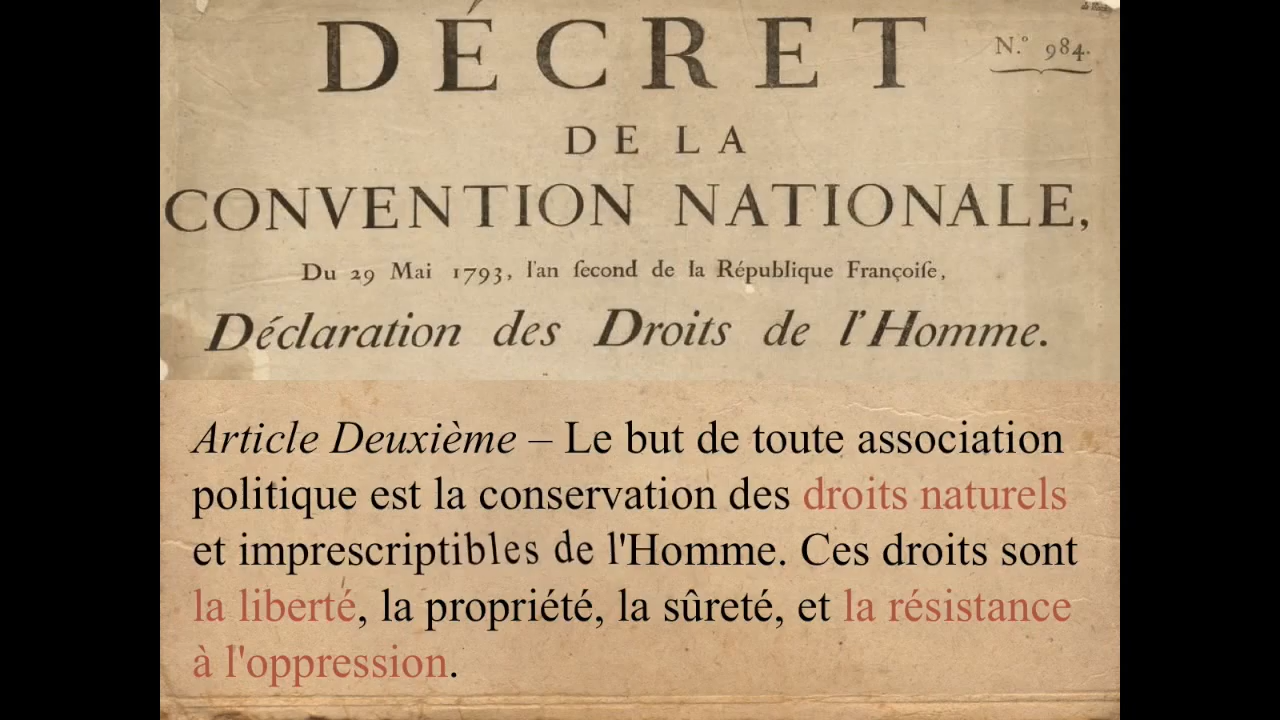 DÉCRET
N.º 984.
DE LA
CONVENTION NATIONALE,
Du 29 Mai 1793, l'an ſecond de la République Françoiſe,
Déclaration des Droits de l'Homme.
Article Deuxième – Le but de toute association
politique est la conservation des droits naturels
et imprescriptibles de l'Homme. Ces droits sont
la liberté, la propriété, la sûreté, et la résistance
à l'oppression.